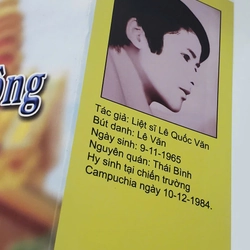 ông
Tác giả: Liệt sĩ Lê Quốc Vân
Bút danh: Lê Vân
Ngày sinh: 9-11-1965
Nguyên quán: Thái Bình
Hy sinh tại chiến trường
Campuchia ngày 10-12-1984.